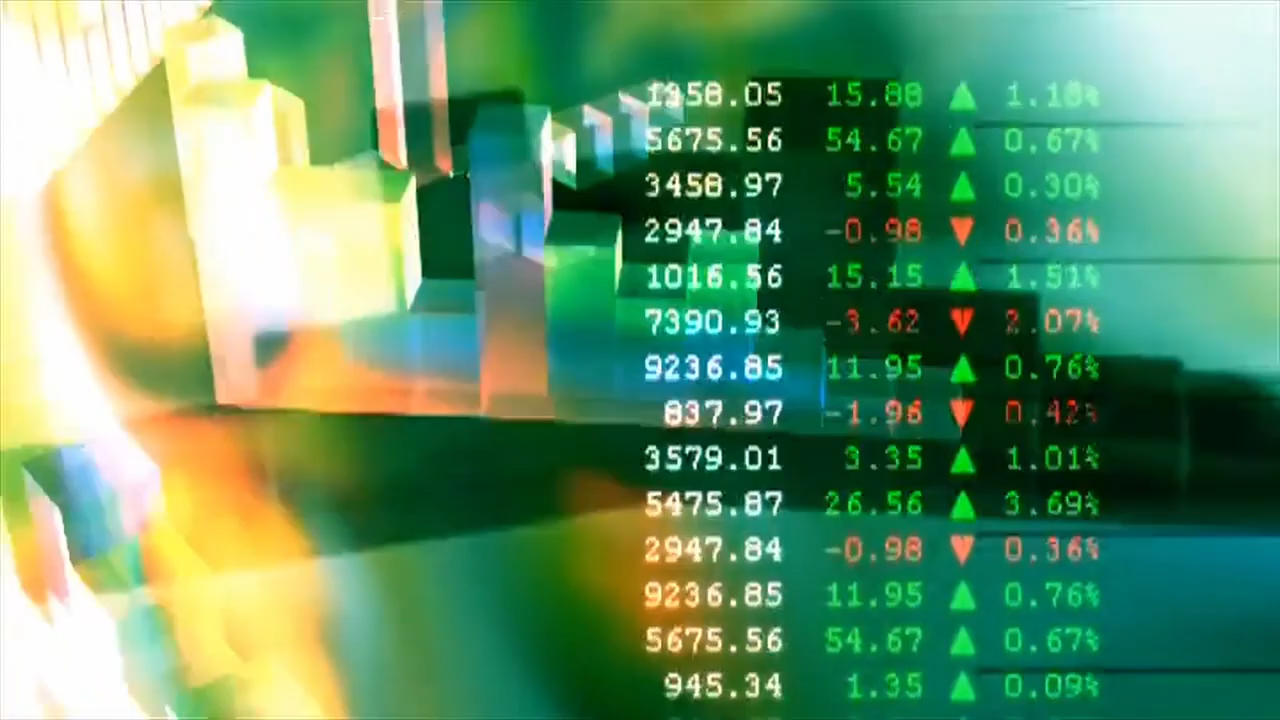 1358.05 15.88 ▲ 1.18%
5675.56 54.67 ▲ 0.67%
3458.97 5.54 ▲ 0.30%
2947.84 -0.98 ▼ 0.36%
1016.56 15.15 ▲ 1.51%
7390.93 -3.62 ▼ 2.07%
9236.85 11.95 ▲ 0.76%
837.97 -1.96 ▼ 0.42%
3579.01 3.35 ▲ 1.01%
5475.87 26.56 ▲ 3.69%
2947.84 -0.98 ▼ 0.36%
9236.85 11.95 ▲ 0.76%
5675.56 54.67 ▲ 0.67%
945.34 1.35 ▲ 0.09%